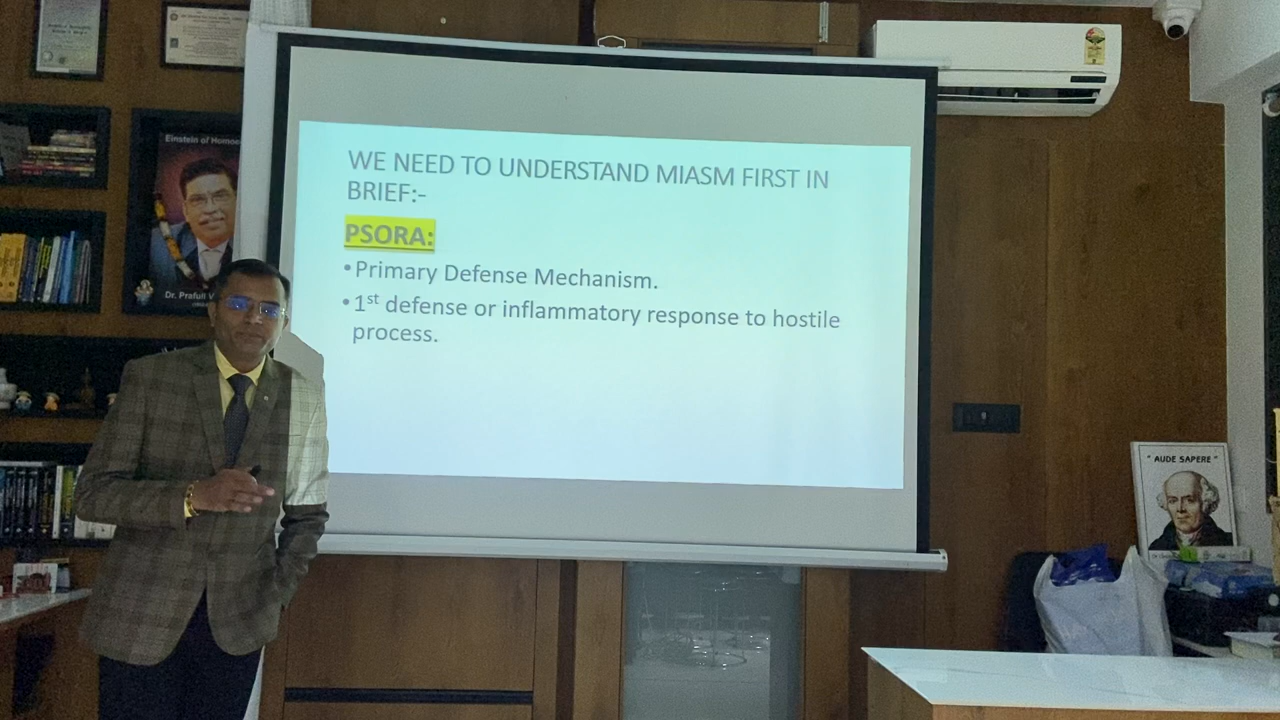 Einstein of Homoe
Dr. Prafull V
WE NEED TO UNDERSTAND MIASM FIRST IN
BRIEF:-
PSORA:
•Primary Defense Mechanism.
•1st defense or inflammatory response to hostile
process.
“ AUDE SAPERE ”